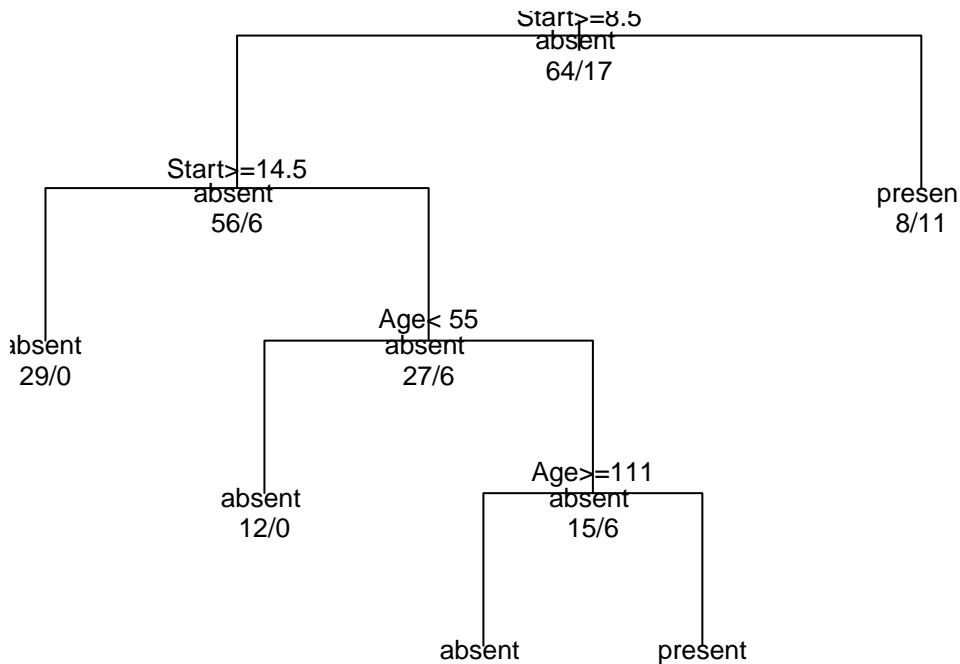 Start>=8.5
absent
64/17
Start>=14.5
absent
56/6
presen
8/11
Age< 55
absent
27/6
absent
29/0
Age>=111
absent
15/6
absent
12/0
absent
present